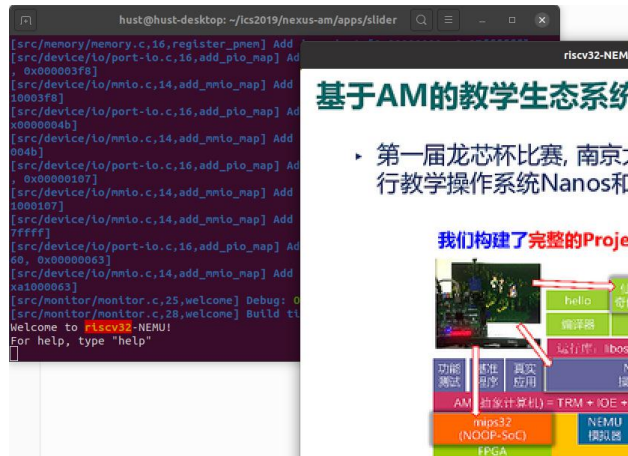 hust@hust-desktop: ~/ics2019/nexus-am/apps/slider
[src/memory/memory.c,16,register_pmem] Add
[src/device/io/port-io.c,16,add_pio_map] Ad
, 0x000003f8]
[src/device/io/mmio.c,14,add_mmio_map] Add
10003f8]
[src/device/io/port-io.c,16,add_pio_map] Ad
x0000004b]
[src/device/io/mmio.c,14,add_mmio_map] Add
004b]
[src/device/io/port-io.c,16,add_pio_map] Ad
, 0x00000107]
[src/device/io/mmio.c,14,add_mmio_map] Add
1000107]
[src/device/io/mmio.c,14,add_mmio_map] Add
7ffff]
[src/device/io/port-io.c,16,add_pio_map] Ad
60, 0x00000063]
[src/device/io/mmio.c,14,add_mmio_map] Add
xa1000063]
[src/monitor/monitor.c,25,welcome] Debug: O
[src/monitor/monitor.c,28,welcome] Build ti
Welcome to riscv32-NEMU!
For help, type "help"
riscv32-NEM
基于AM的教学生态系统
第一届龙芯杯比赛, 南京
行教学操作系统Nanos和
我们构建了完整的Proje
hello
编译器
运行库: libos
功能测试
基准程序
真实应用
AM(抽象计算机) = TRM + IOE +
mips32
(NOOP-SoC)
NEMU
模拟器
FPGA